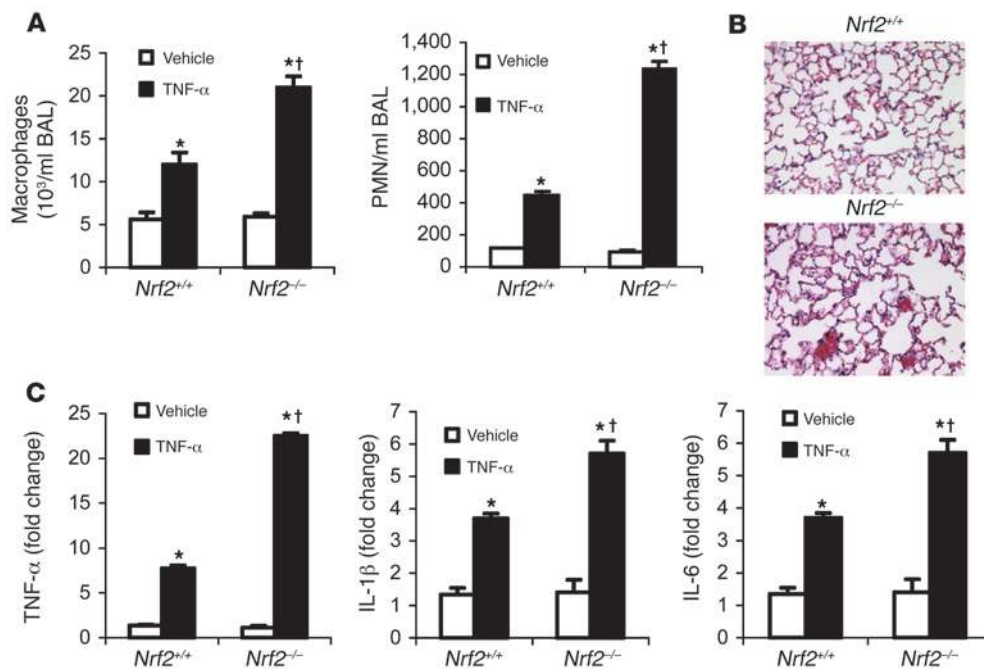 A
Macrophages
(10³/ml BAL)
25
20
15
10
5
0
Vehicle
TNF-α
*
*†
Nrf2+/+
Nrf2–/–
PMN/ml BAL
1,400
1,200
1,000
800
600
400
200
0
Vehicle
TNF-α
*
*†
Nrf2+/+
Nrf2–/–
B
Nrf2+/+
Nrf2–/–
C
TNF-α (fold change)
25
20
15
10
5
0
Vehicle
TNF-α
*
*†
Nrf2+/+
Nrf2–/–
IL-1β (fold change)
7
6
5
4
3
2
1
0
Vehicle
TNF-α
*
*†
Nrf2+/+
Nrf2–/–
IL-6 (fold change)
7
6
5
4
3
2
1
0
Vehicle
TNF-α
*
*†
Nrf2+/+
Nrf2–/–